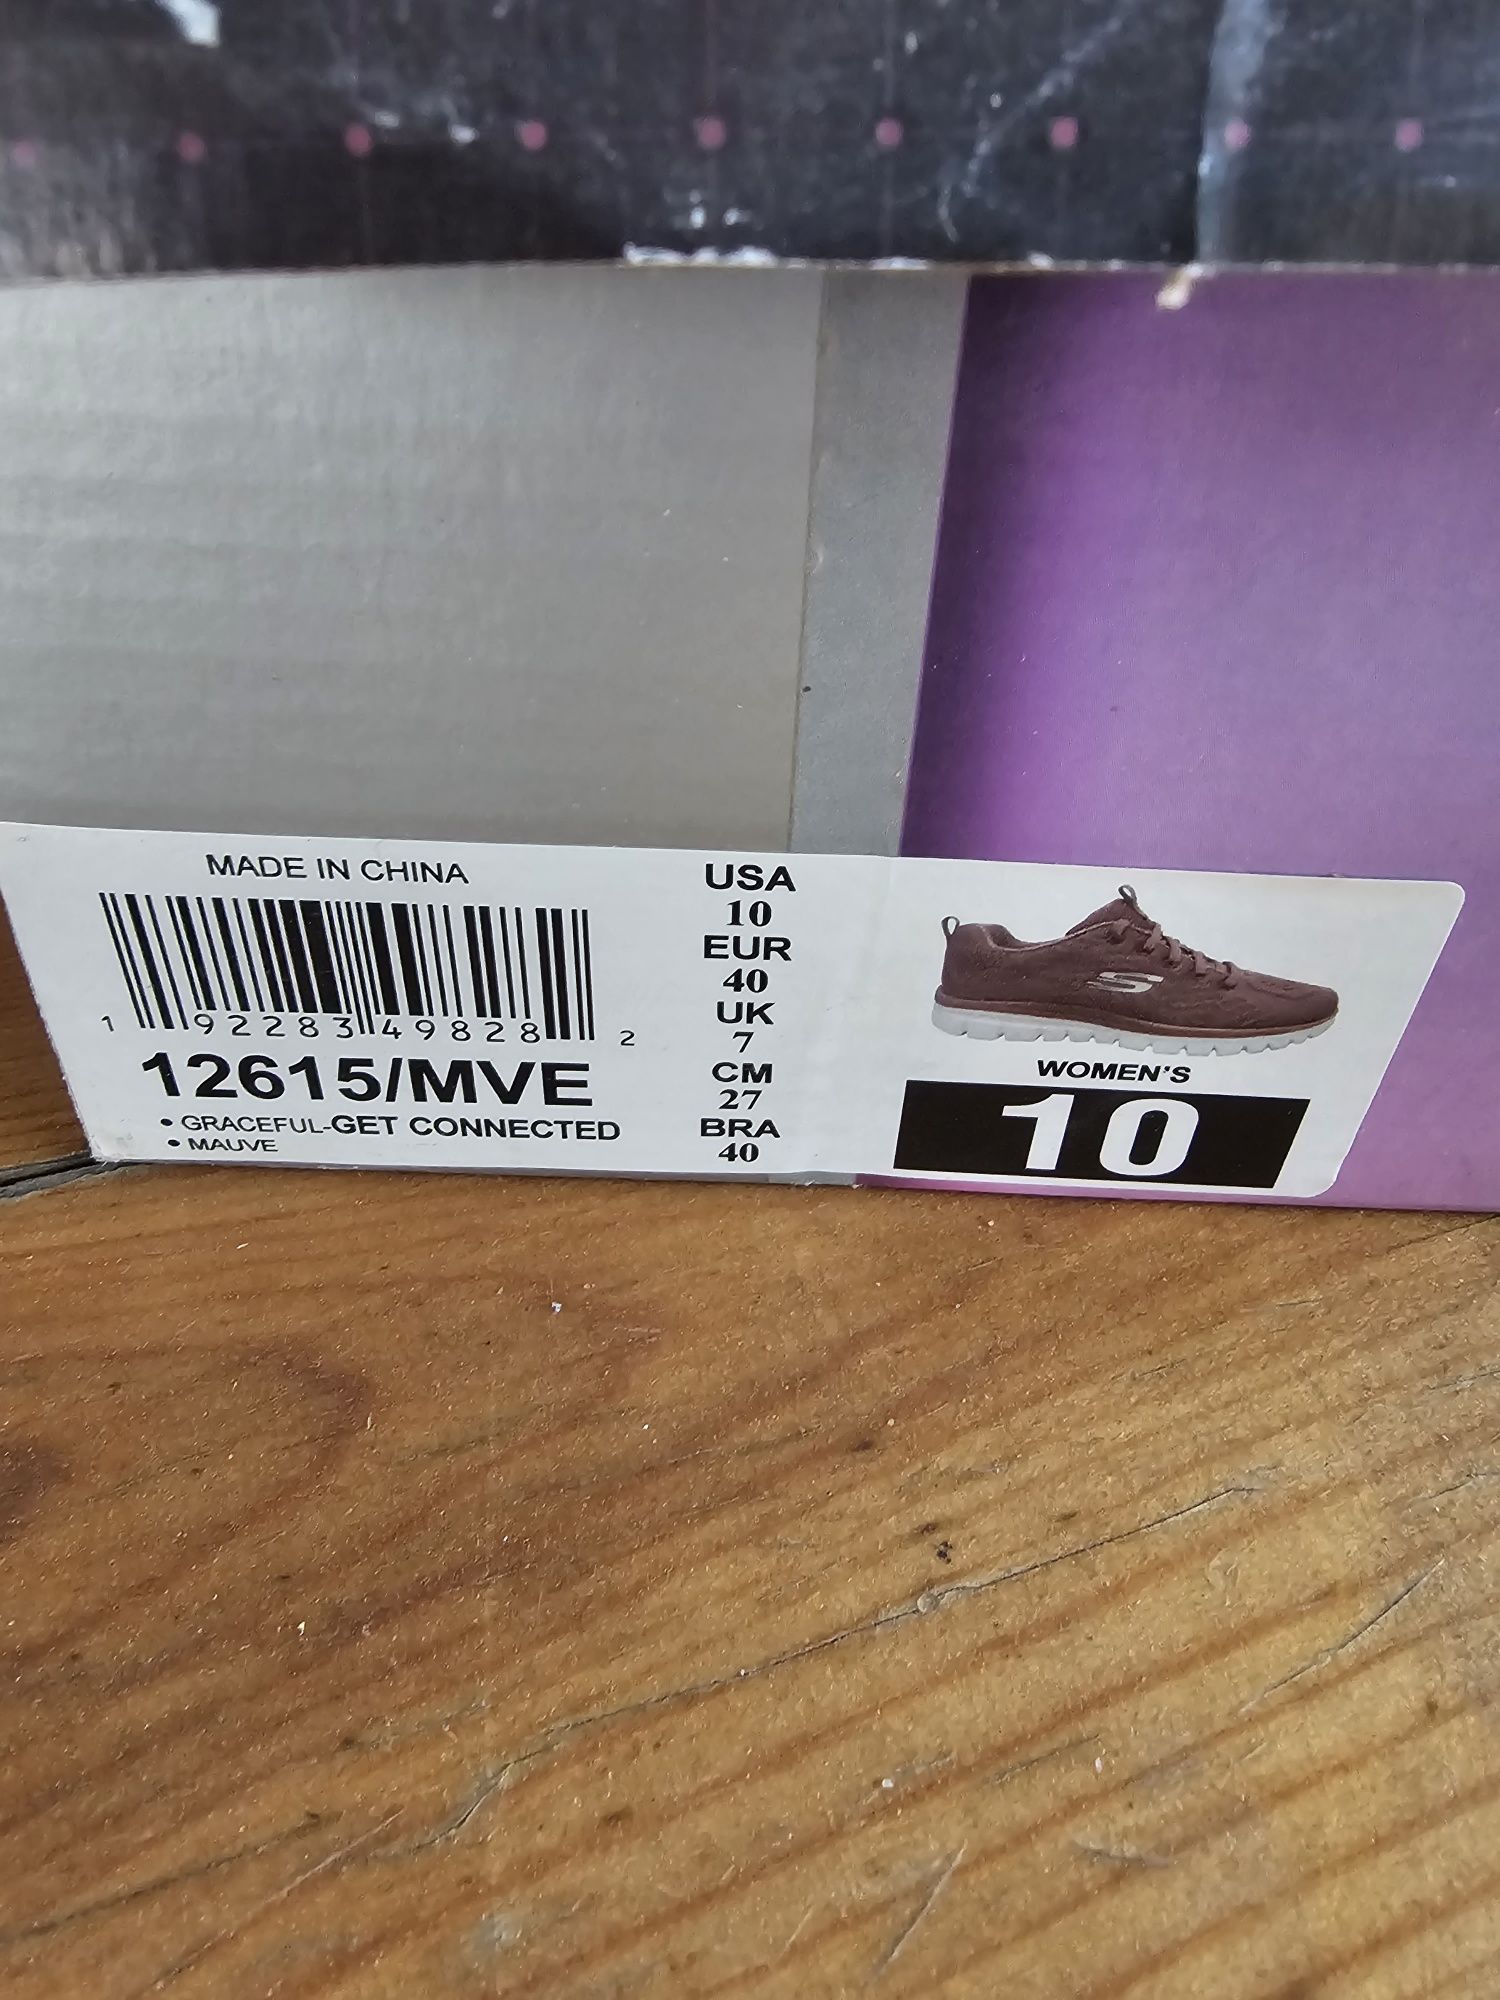 MADE IN CHINA
1 92283 49828 2
12615/MVE
• GRACEFUL-GET CONNECTED
• MAUVE
USA
10
EUR
40
UK
7
CM
27
BRA
40
WOMEN'S
10